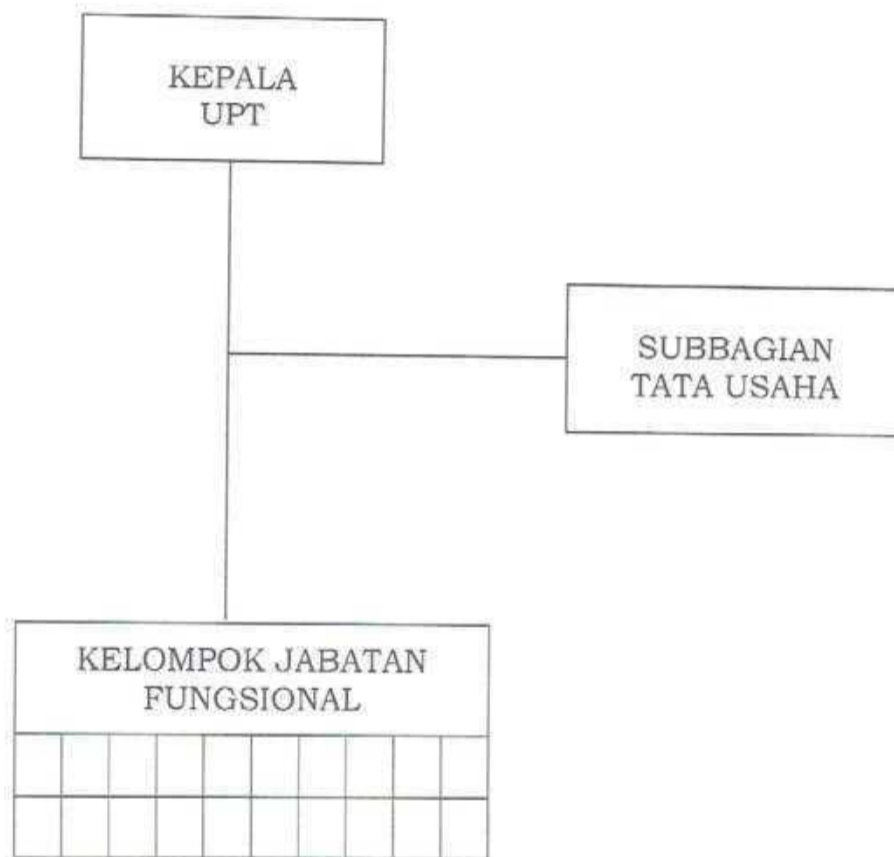 KEPALA
UPT
SUBBAGIAN
TATA USAHA
KELOMPOK JABATAN
FUNGSIONAL